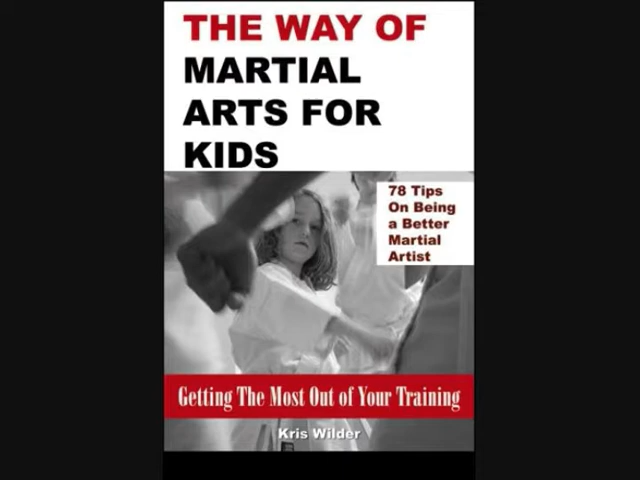 THE WAY OF
MARTIAL
ARTS FOR
KIDS
78 Tips
On Being
a Better
Martial
Artist
Getting The Most Out of Your Training
Kris Wilder